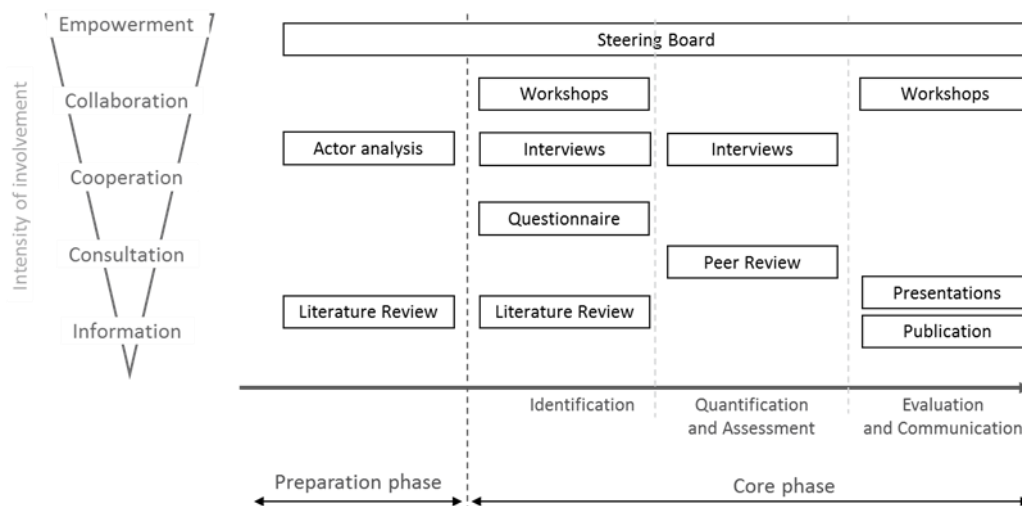 Empowerment
Steering Board
Intensity of involvement
Collaboration
Workshops
Workshops
Actor analysis
Interviews
Interviews
Cooperation
Questionnaire
Consultation
Peer Review
Presentations
Literature Review
Literature Review
Information
Publication
Identification
Quantification
and Assessment
Evaluation
and Communication
Preparation phase
Core phase